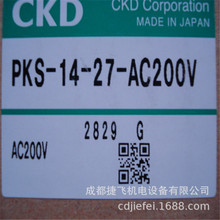 CKD
CKD Corporation
MADE IN JAPAN
PKS-14-27-AC200V
2829 G
AC200V
成都捷飞机电设备有限公司
cdjiefei.1688.com